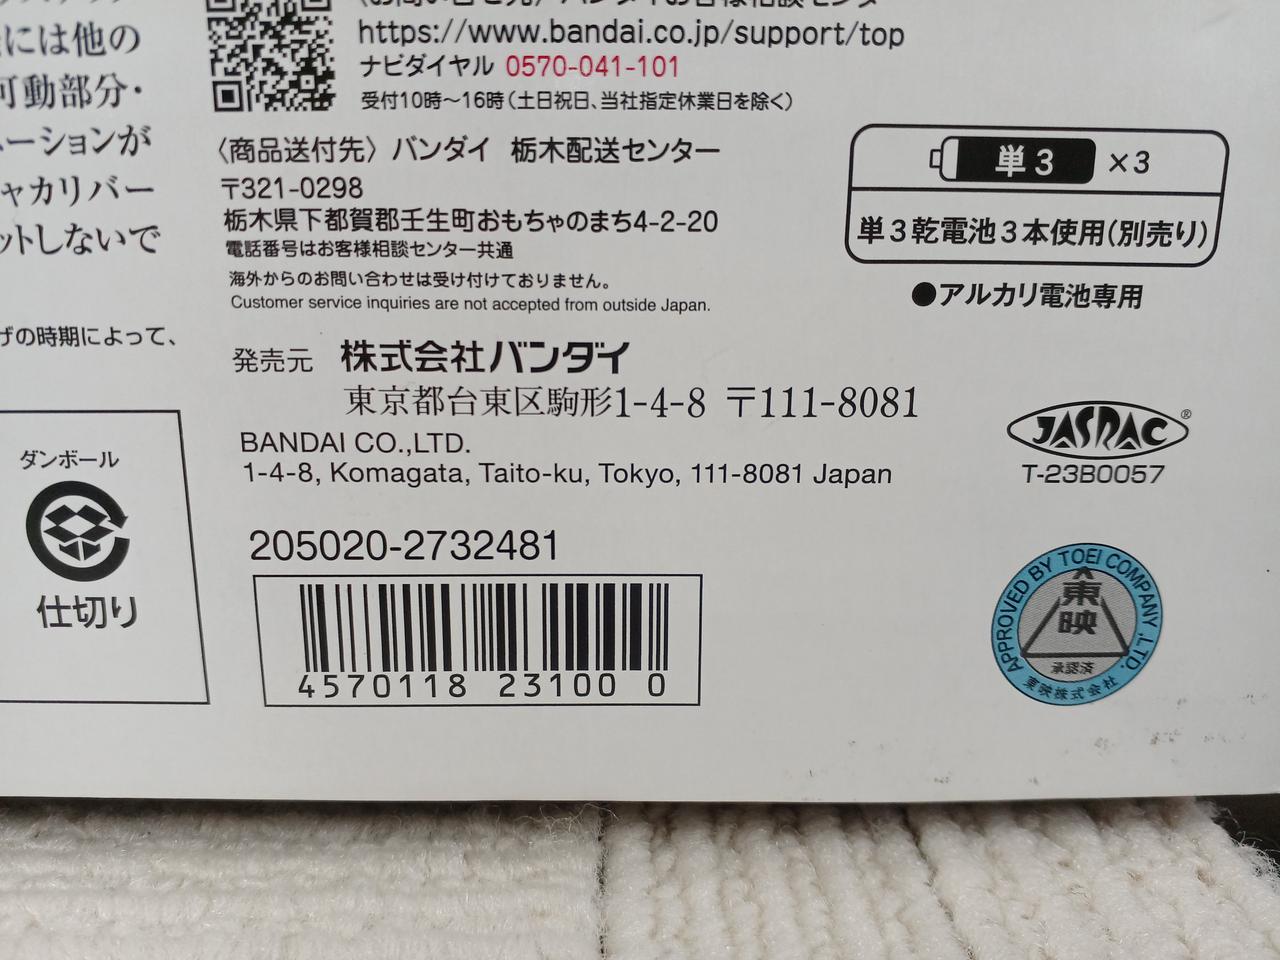 には他の
可動部分・
ーションが
ャカリバー
ットしないで
げの時期によって、
ダンボール
仕切り
https://www.bandai.co.jp/support/top
ナビダイヤル 0570-041-101
受付10時〜16時(土日祝日、当社指定休業日を除く)
〈商品送付先〉バンダイ 栃木配送センター
〒321-0298
栃木県下都賀郡壬生町おもちゃのまち4-2-20
電話番号はお客様相談センター共通
海外からのお問い合わせは受け付けておりません。
Customer service inquiries are not accepted from outside Japan.
発売元 株式会社バンダイ
東京都台東区駒形1-4-8 〒111-8081
BANDAI CO.,LTD.
1-4-8, Komagata, Taito-ku, Tokyo, 111-8081 Japan
205020-2732481
4570118 23100 0
単3 ×3
単3乾電池3本使用(別売り)
●アルカリ電池専用
JASRAC®
T-23B0057
APPROVED BY TOEI COMPANY,LTD.
東映
承認済
東映株式会社